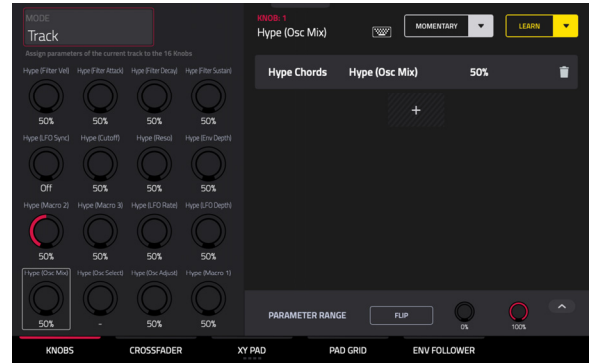 MODE
Track
Assign parameters of the current track to the 16 Knobs
Hype (Filter Vel) Hype (Filter Attack) Hype (Filter Decay) Hype (Filter Sustain)
50% 50% 50% 50%
Hype (LFO Sync) Hype (Cutoff) Hype (Reso) Hype (Env Depth)
Off 50% 50% 50%
Hype (Macro 2) Hype (Macro 3) Hype (LFO Rate) Hype (LFO Depth)
50% 50% 50% 50%
Hype (Osc Mix) Hype (Osc Select) Hype (Osc Adjust) Hype (Macro 1)
50% - 50% 50%
KNOB: 1
Hype (Osc Mix)
MOMENTARY
LEARN
Hype Chords Hype (Osc Mix) 50%
+
PARAMETER RANGE FLIP 0% 100%
KNOBS CROSSFADER XY PAD PAD GRID ENV FOLLOWER